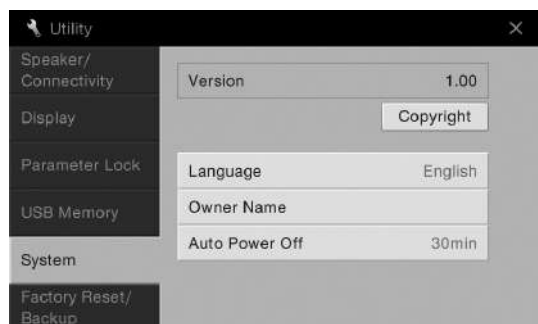 Utility
Speaker/
Connectivity
Display
Parameter Lock
USB Memory
System
Factory Reset/
Backup
Version 1.00
Copyright
Language English
Owner Name
Auto Power Off 30min